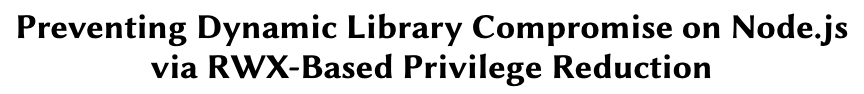 Preventing Dynamic Library Compromise on Node.js
via RWX-Based Privilege Reduction